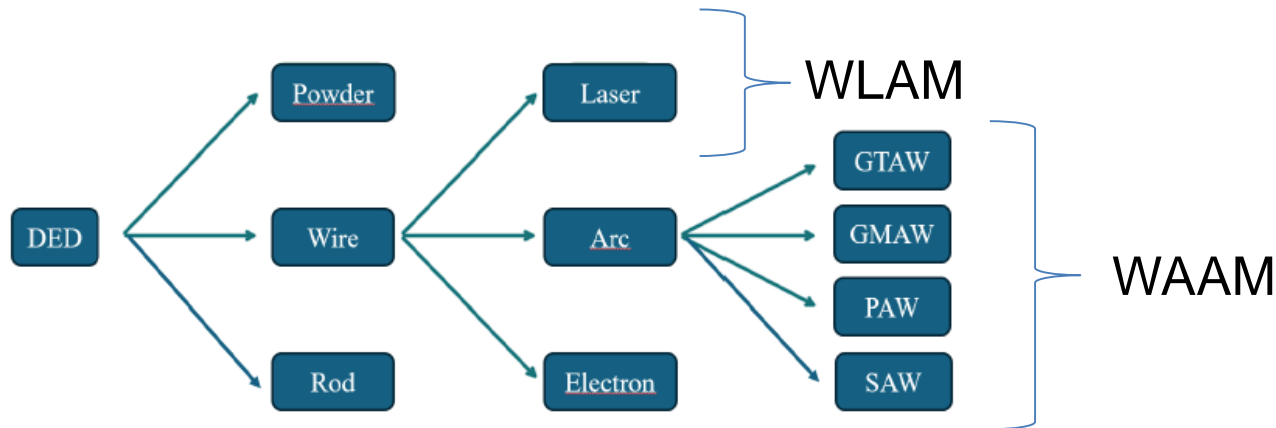 DED
Powder
Wire
Rod
Laser
Arc
Electron
WLAM
GTAW
GMAW
PAW
SAW
WAAM